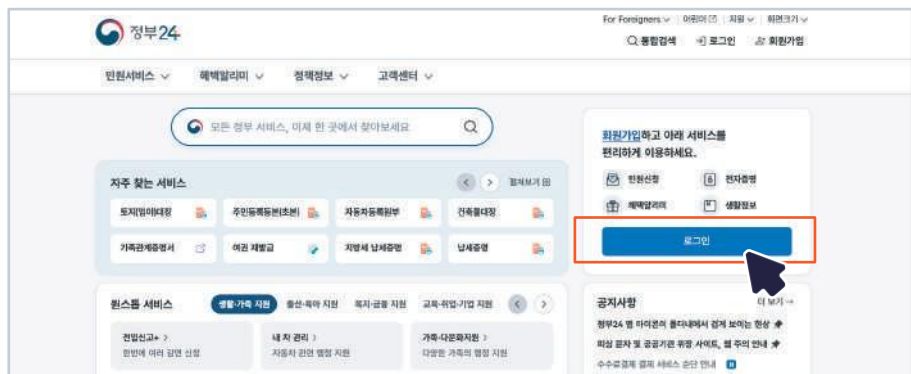 For Foreigners 어린이 지원 화면크기
정부24
통합검색 로그인 회원가입
민원서비스 혜택알리미 정책정보 고객센터
모든 정부 서비스, 이제 한 곳에서 찾아보세요
회원가입하고 아래 서비스를
편리하게 이용하세요.
민원신청 전자증명
혜택알리미 생활정보
로그인
자주 찾는 서비스 펼쳐보기
토지(임야)대장 주민등록등본(초본) 자동차등록원부 건축물대장
가족관계증명서 여권 재발급 지방세 납세증명 납세증명
원스톱 서비스 생활·가족 지원 출산·육아 지원 복지·금융 지원 교육·취업·기업 지원
전입신고+ 내 차 관리 가족·다문화지원
한번에 여러 감면 신청 자동차 관련 행정 지원 다양한 가족의 행정 지원
공지사항 더 보기
정부24 앱 아이콘이 폴더내에서 검게 보이는 현상
피싱 문자 및 공공기관 위장 사이트, 웹 주의 안내
수수료결제 결제 서비스 순단 안내